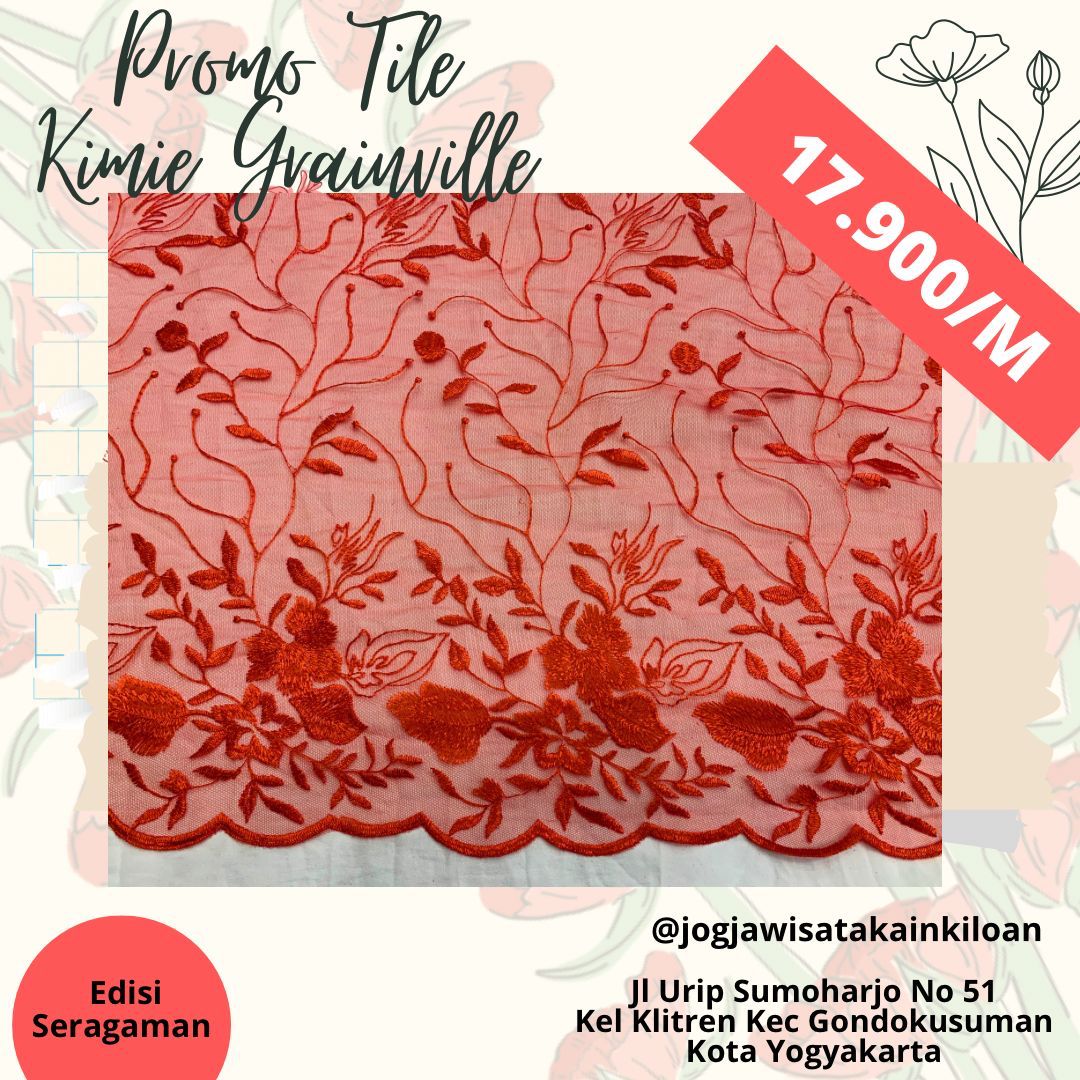 Promo Tile
Kimie Grainville
17.900/M
Edisi
Seragaman
@jogjawisatakainkiloan
Jl Urip Sumoharjo No 51
Kel Klitren Kec Gondokusuman
Kota Yogyakarta